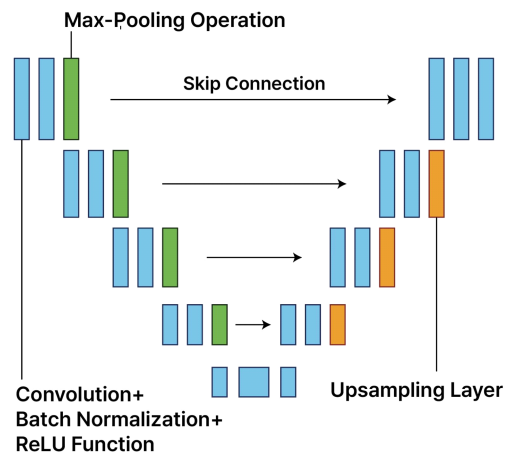 Max-Pooling Operation
Skip Connection
Convolution+
Batch Normalization+
ReLU Function
Upsampling Layer